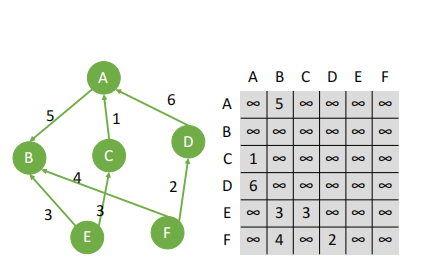 A
5
1
6
B
C
D
4
2
3
3
E
F
A B C D E F
A ∞ 5 ∞ ∞ ∞ ∞
B ∞ ∞ ∞ ∞ ∞ ∞
C 1 ∞ ∞ ∞ ∞ ∞
D 6 ∞ ∞ ∞ ∞ ∞
E ∞ 3 3 ∞ ∞ ∞
F ∞ 4 ∞ 2 ∞ ∞